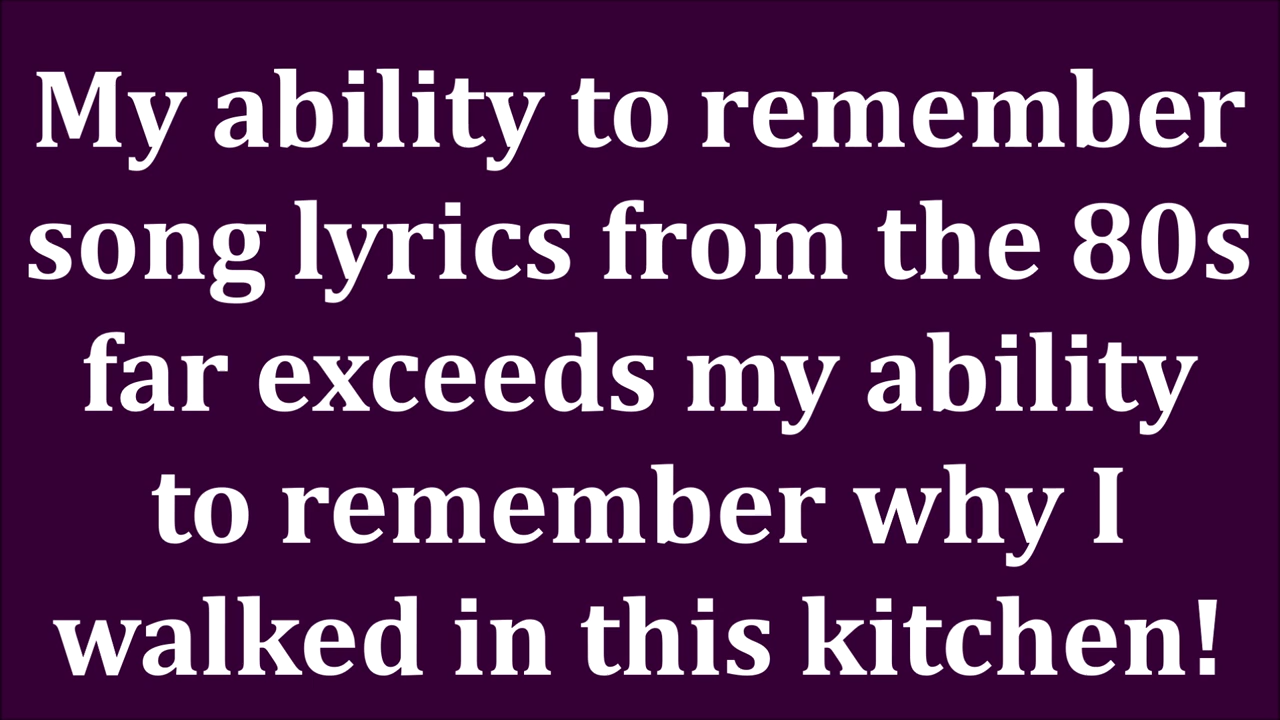 My ability to remember
song lyrics from the 80s
far exceeds my ability
to remember why I
walked in this kitchen!